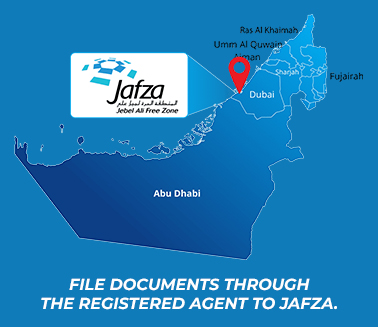 Ras Al Khaimah
Umm Al Quwain
Ajman
Sharjah
Fujairah
Jafza
المنطقة الحرة لجبل علي
Jebel Ali Free Zone
Dubai
Abu Dhabi
FILE DOCUMENTS THROUGH
THE REGISTERED AGENT TO JAFZA.